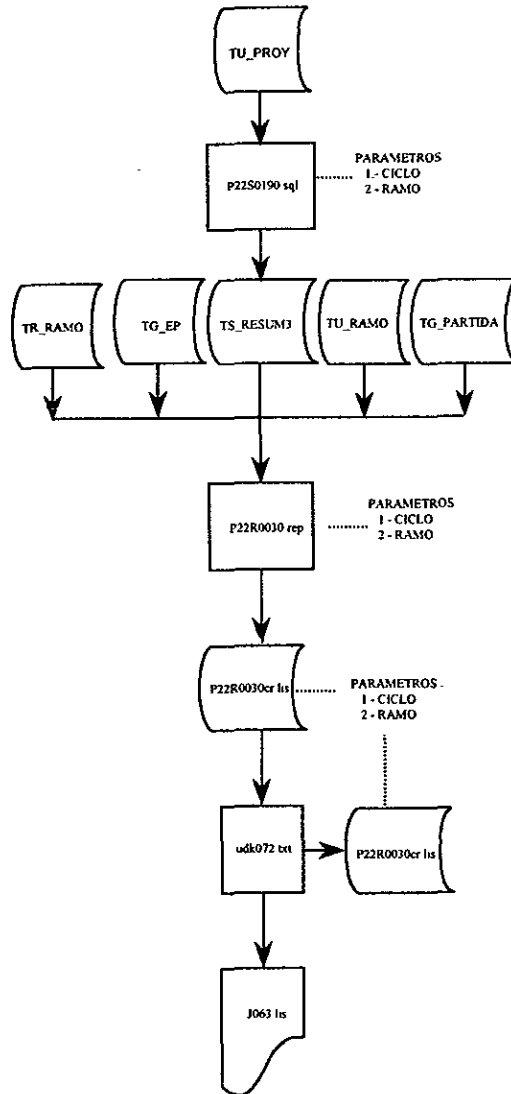 TU_PROY
P22S0190 sql
PARAMETROS
1.- CICLO
2 - RAMO
TR_RAMO
TG_EP
TS_RESUM3
TU_RAMO
TG_PARTIDA
P22R0030 rep
PARAMETROS
1 - CICLO
2 - RAMO
P22R0030cr lis
PARAMETROS
1 - CICLO
2 - RAMO
udk072 txt
P22R0030cr lis
J063 lis